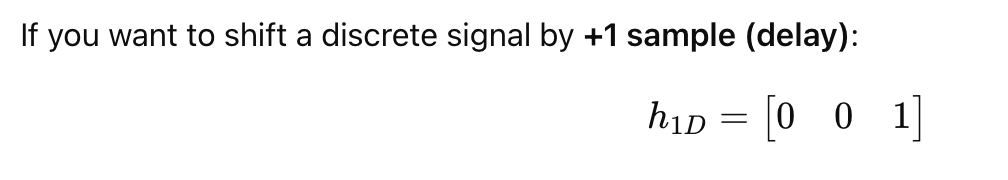 If you want to shift a discrete signal by +1 sample (delay):
h₁D = [0 0 1]